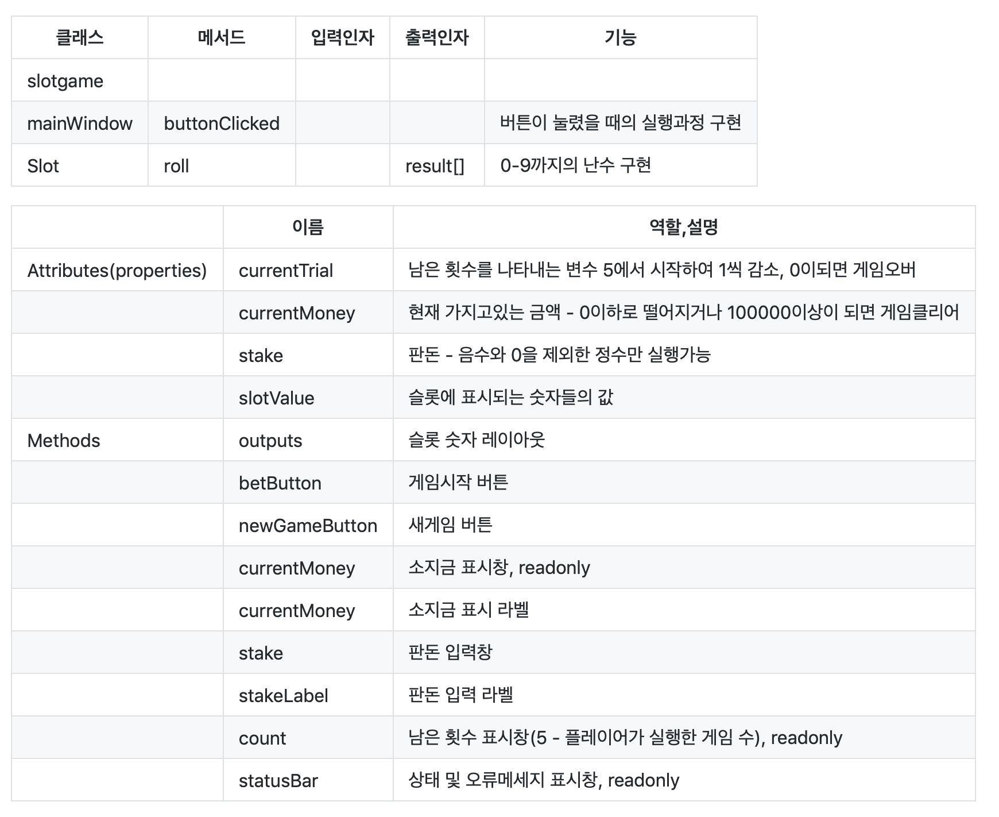 클래스 메서드 입력인자 출력인자 기능
slotgame
mainWindow buttonClicked 버튼이 눌렸을 때의 실행과정 구현
Slot roll result[] 0-9까지의 난수 구현
이름 역할,설명
Attributes(properties) currentTrial 남은 횟수를 나타내는 변수 5에서 시작하여 1씩 감소, 0이되면 게임오버
currentMoney 현재 가지고있는 금액 - 0이하로 떨어지거나 100000이상이 되면 게임클리어
stake 판돈 - 음수와 0을 제외한 정수만 실행가능
slotValue 슬롯에 표시되는 숫자들의 값
Methods outputs 슬롯 숫자 레이아웃
betButton 게임시작 버튼
newGameButton 새게임 버튼
currentMoney 소지금 표시창, readonly
currentMoney 소지금 표시 라벨
stake 판돈 입력창
stakeLabel 판돈 입력 라벨
count 남은 횟수 표시창(5 - 플레이어가 실행한 게임 수), readonly
statusBar 상태 및 오류메세지 표시창, readonly